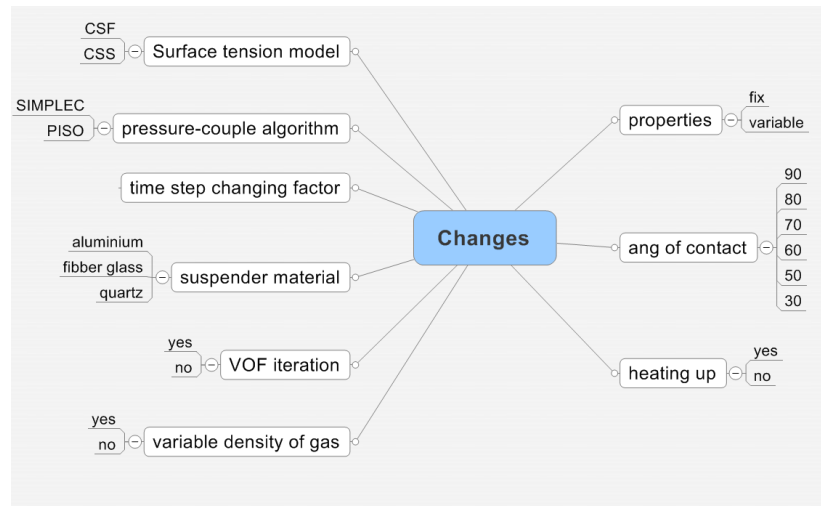 CSF
CSS
Surface tension model
SIMPLEC
PISO
pressure-couple algorithm
time step changing factor
aluminium
fibber glass
quartz
suspender material
yes
no
VOF iteration
yes
no
variable density of gas
Changes
properties
fix
variable
ang of contact
90
80
70
60
50
30
heating up
yes
no